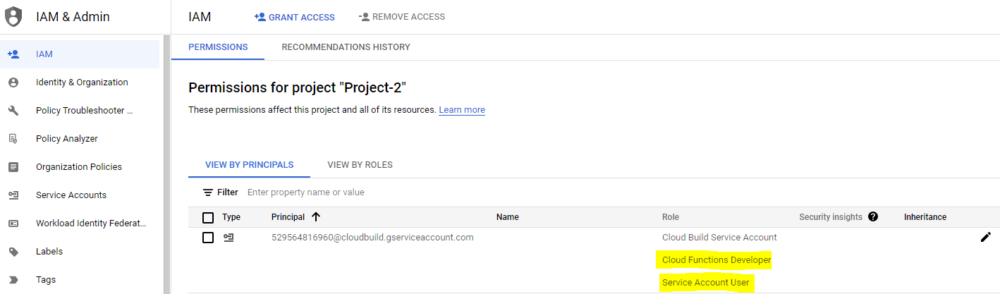 IAM & Admin
IAM
GRANT ACCESS
REMOVE ACCESS
IAM
PERMISSIONS
RECOMMENDATIONS HISTORY
Identity & Organization
Permissions for project "Project-2"
Policy Troubleshooter ...
These permissions affect this project and all of its resources. Learn more
Policy Analyzer
Organization Policies
VIEW BY PRINCIPALS
VIEW BY ROLES
Service Accounts
Filter Enter property name or value
Workload Identity Federat...
Type Principal Name Role Security insights ? Inheritance
529564816960@cloudbuild.gserviceaccount.com Cloud Build Service Account
Labels
Cloud Functions Developer
Tags
Service Account User